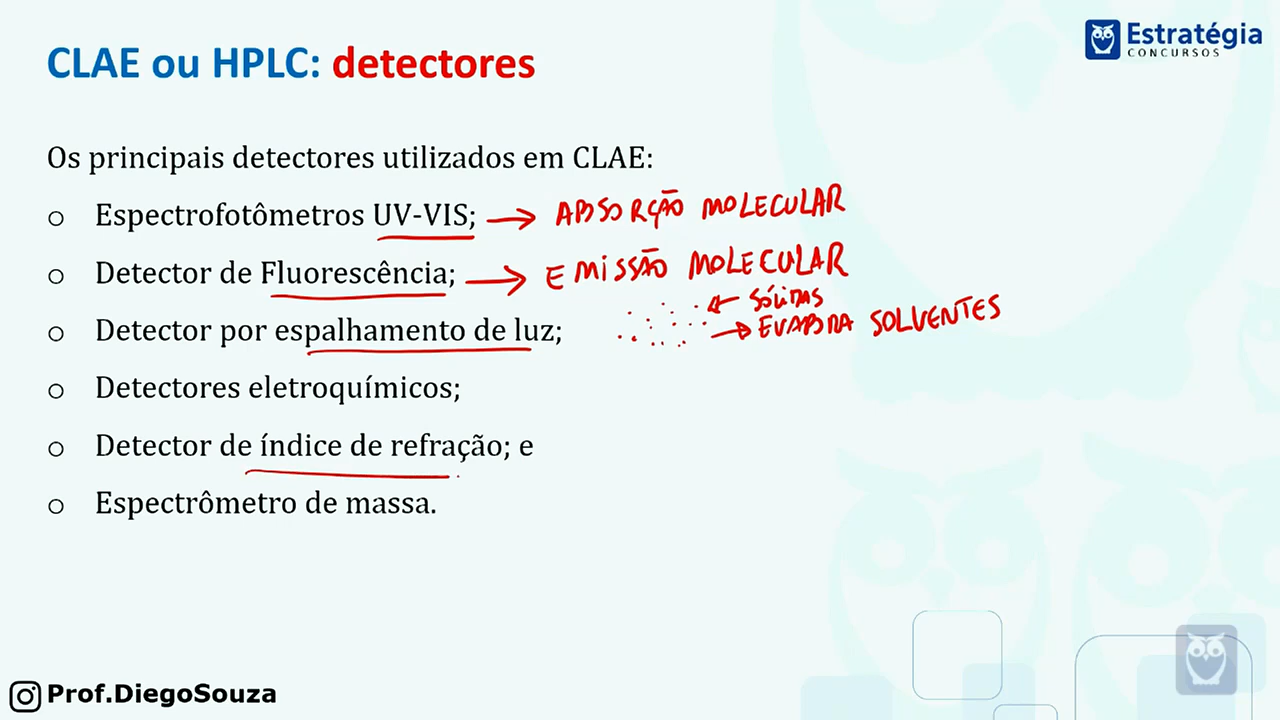 CLAE ou HPLC: detectores
Estratégia
CONCURSOS
Os principais detectores utilizados em CLAE:
Espectrofotômetros UV-VIS; → ABSORÇÃO MOLECULAR
Detector de Fluorescência; → EMISSÃO MOLECULAR
SÓLIDAS
Detector por espalhamento de luz; → EVAPORA SOLVENTES
Detectores eletroquímicos;
Detector de índice de refração; e
Espectrômetro de massa.
Prof.DiegoSouza